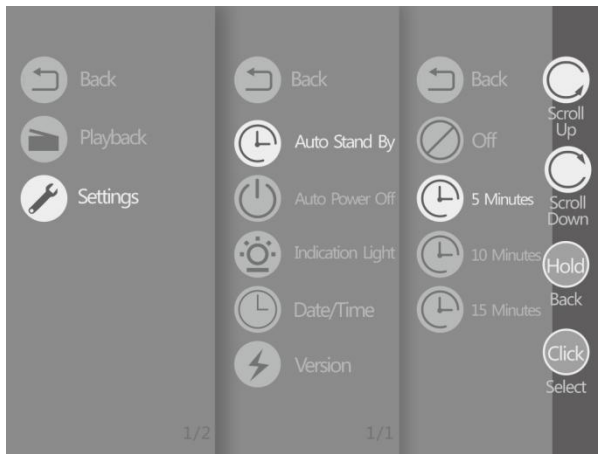 Back
Playback
Settings
1/2
Back
Auto Stand By
Auto Power Off
Indication Light
Date/Time
Version
1/1
Back
Off
5 Minutes
10 Minutes
15 Minutes
Scroll
Up
Scroll
Down
Hold
Back
Click
Select